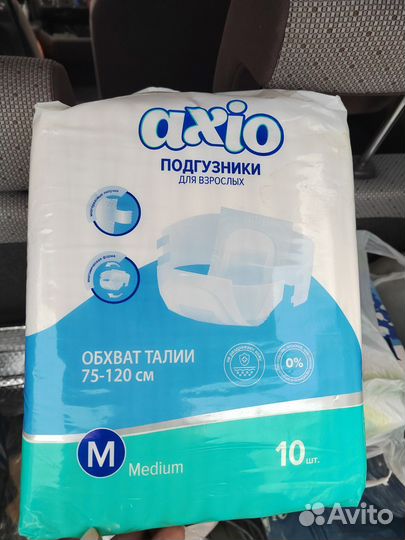 axio
ПОДГУЗНИКИ
ДЛЯ ВЗРОСЛЫХ
ОБХВАТ ТАЛИИ
75-120 см
0%
M Medium
10 шт.
Avito